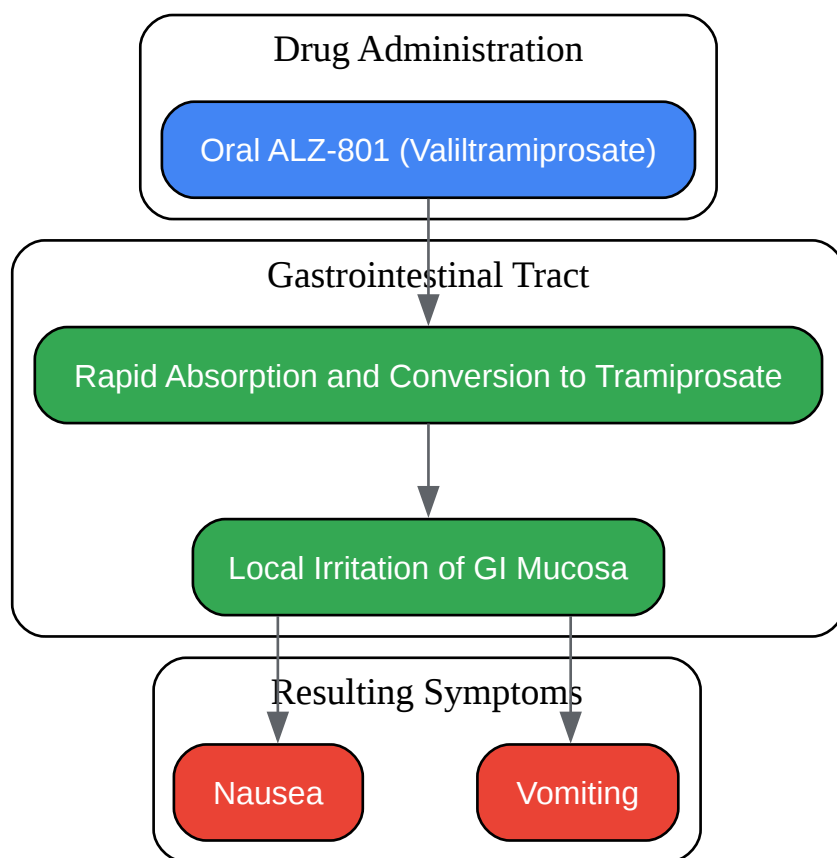 Drug Administration
Oral ALZ-801 (Valiltramiprosate)
Gastrointestinal Tract
Rapid Absorption and Conversion to Tramiprosate
Local Irritation of GI Mucosa
Resulting Symptoms
Nausea
Vomiting